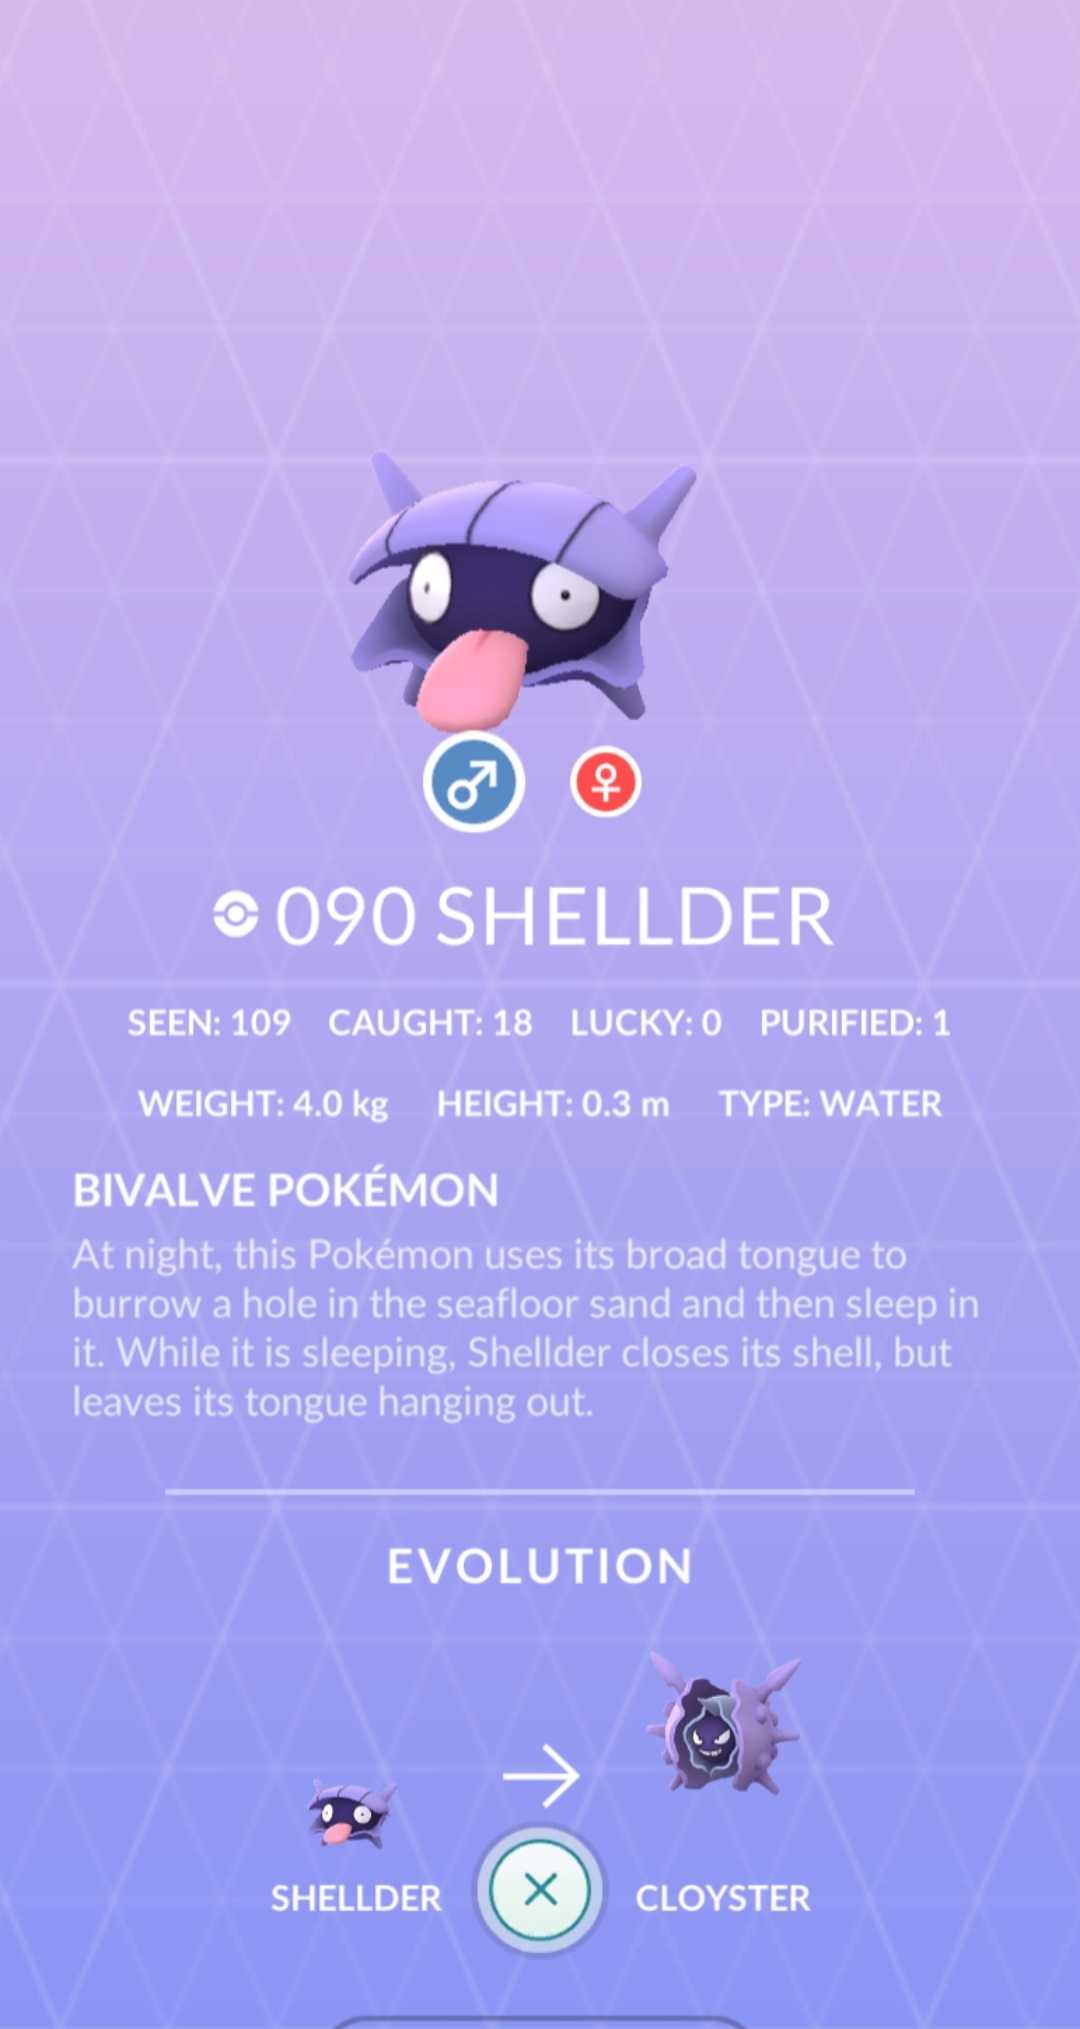 090 SHELLDER
SEEN: 109 CAUGHT: 18 LUCKY: 0 PURIFIED: 1
WEIGHT: 4.0 kg HEIGHT: 0.3 m TYPE: WATER
BIVALVE POKÉMON
At night, this Pokémon uses its broad tongue to
burrow a hole in the seafloor sand and then sleep in
it. While it is sleeping, Shellder closes its shell, but
leaves its tongue hanging out.
EVOLUTION
SHELLDER CLOYSTER